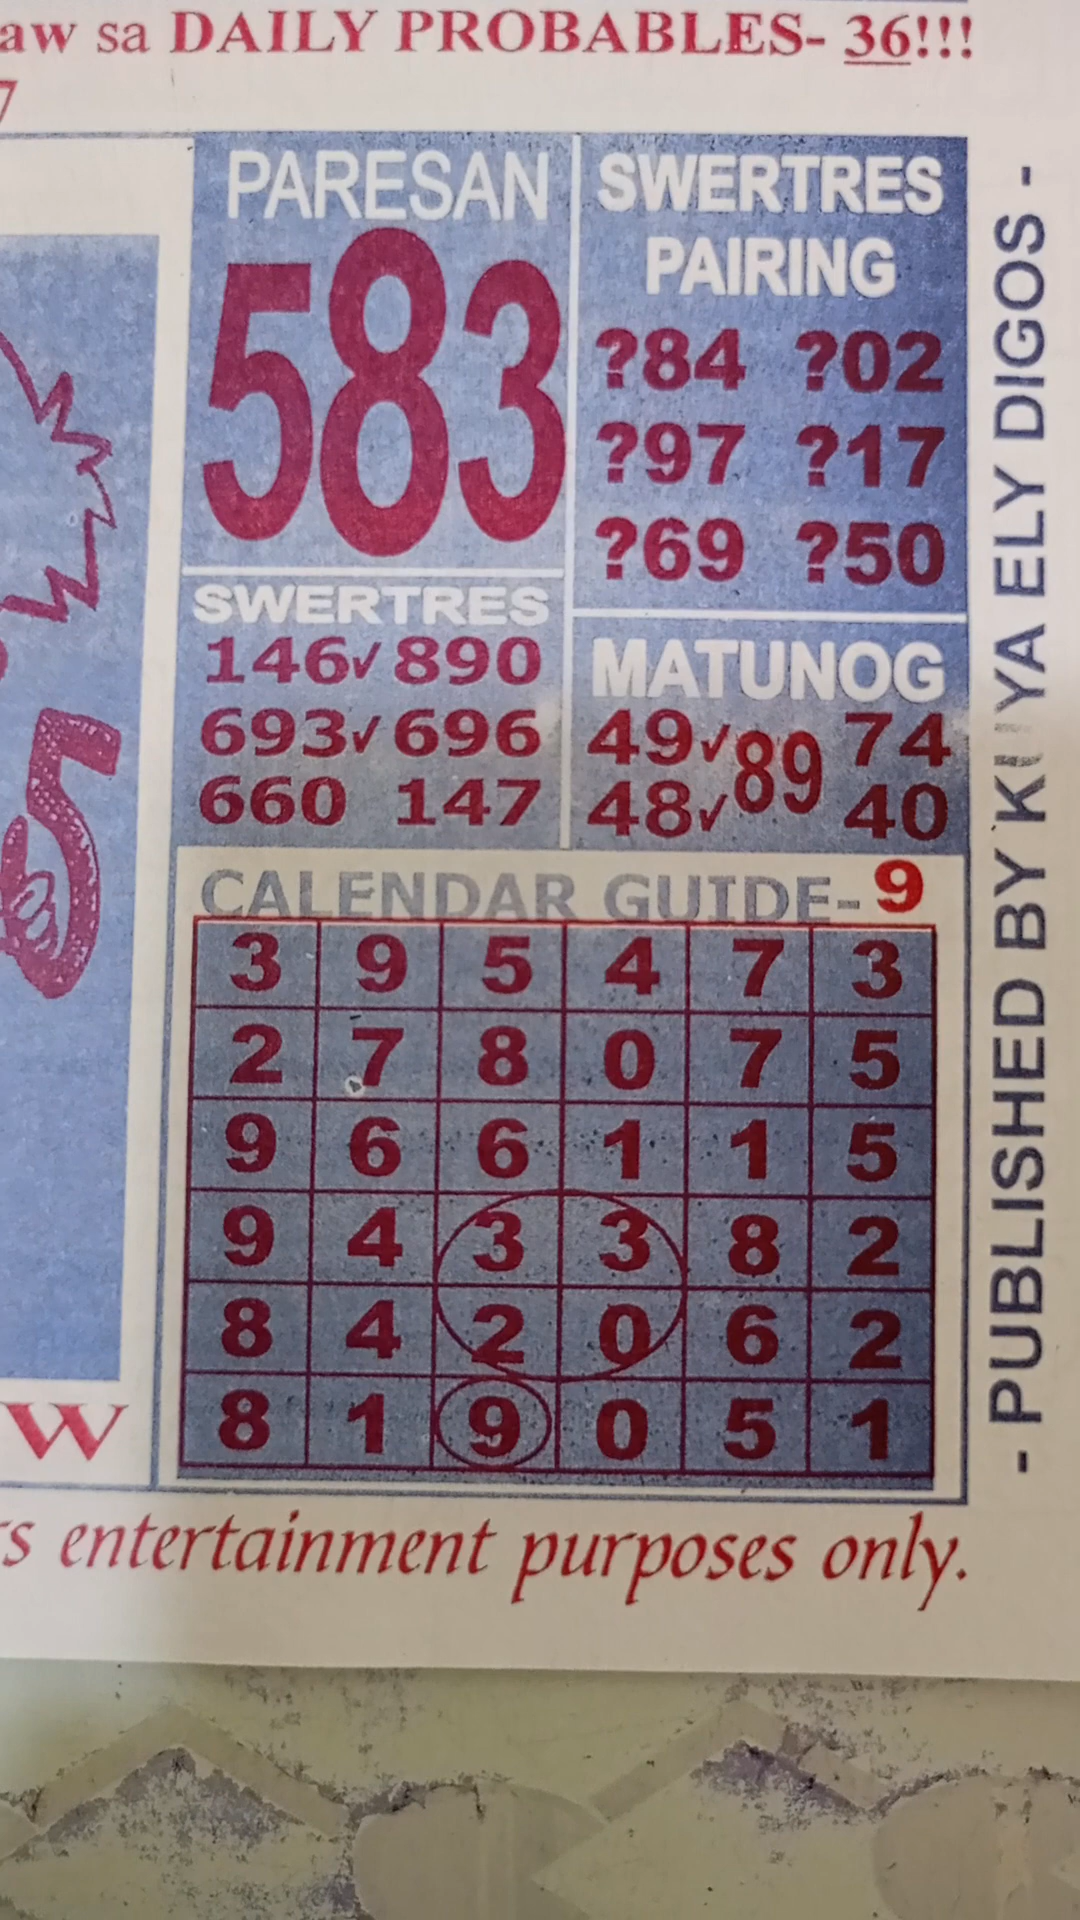 aw sa DAILY PROBABLES- 36!!!
7
PARESAN
583
SWERTRES
PAIRING
?84 ?02
?97 ?17
?69 ?50
SWERTRES
146✓ 890
693✓ 696
660 147
MATUNOG
49✓ 89 74
48✓ 40
CALENDAR GUIDE- 9
3 9 5 4 7 3
2 7 8 0 7 5
9 6 6 1 1 5
9 4 3 3 8 2
8 4 2 0 6 2
8 1 9 0 5 1
5
W
s entertainment purposes only.
- PUBLISHED BY KUYA ELY DIGOS -